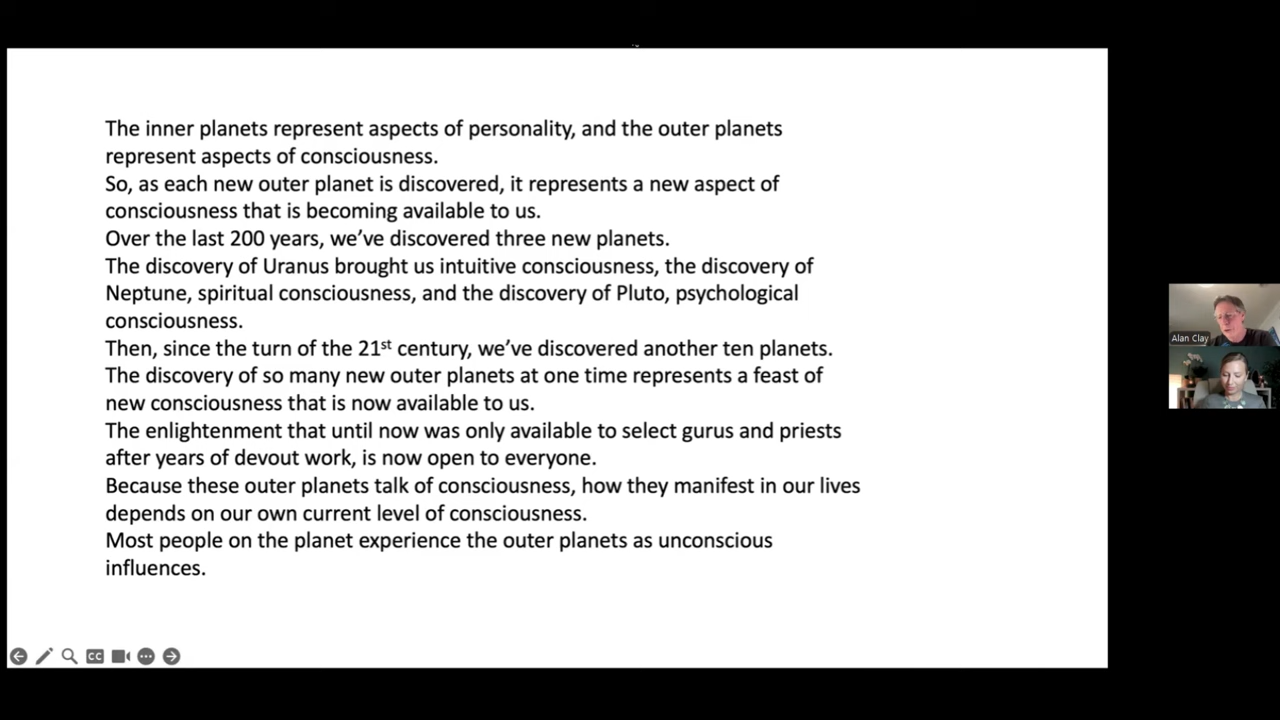 The inner planets represent aspects of personality, and the outer planets
represent aspects of consciousness.
So, as each new outer planet is discovered, it represents a new aspect of
consciousness that is becoming available to us.
Over the last 200 years, we’ve discovered three new planets.
The discovery of Uranus brought us intuitive consciousness, the discovery of
Neptune, spiritual consciousness, and the discovery of Pluto, psychological
consciousness.
Then, since the turn of the 21st century, we’ve discovered another ten planets.
The discovery of so many new outer planets at one time represents a feast of
new consciousness that is now available to us.
The enlightenment that until now was only available to select gurus and priests
after years of devout work, is now open to everyone.
Because these outer planets talk of consciousness, how they manifest in our lives
depends on our own current level of consciousness.
Most people on the planet experience the outer planets as unconscious
influences.
Alan Clay
CC